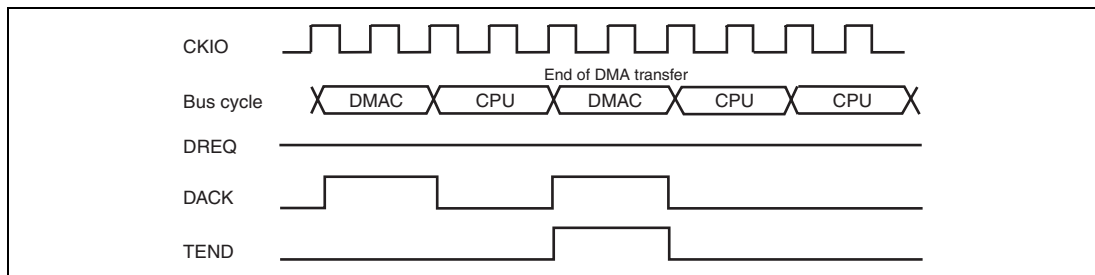 CKIO
End of DMA transfer
Bus cycle DMAC CPU DMAC CPU CPU
DREQ
DACK
TEND